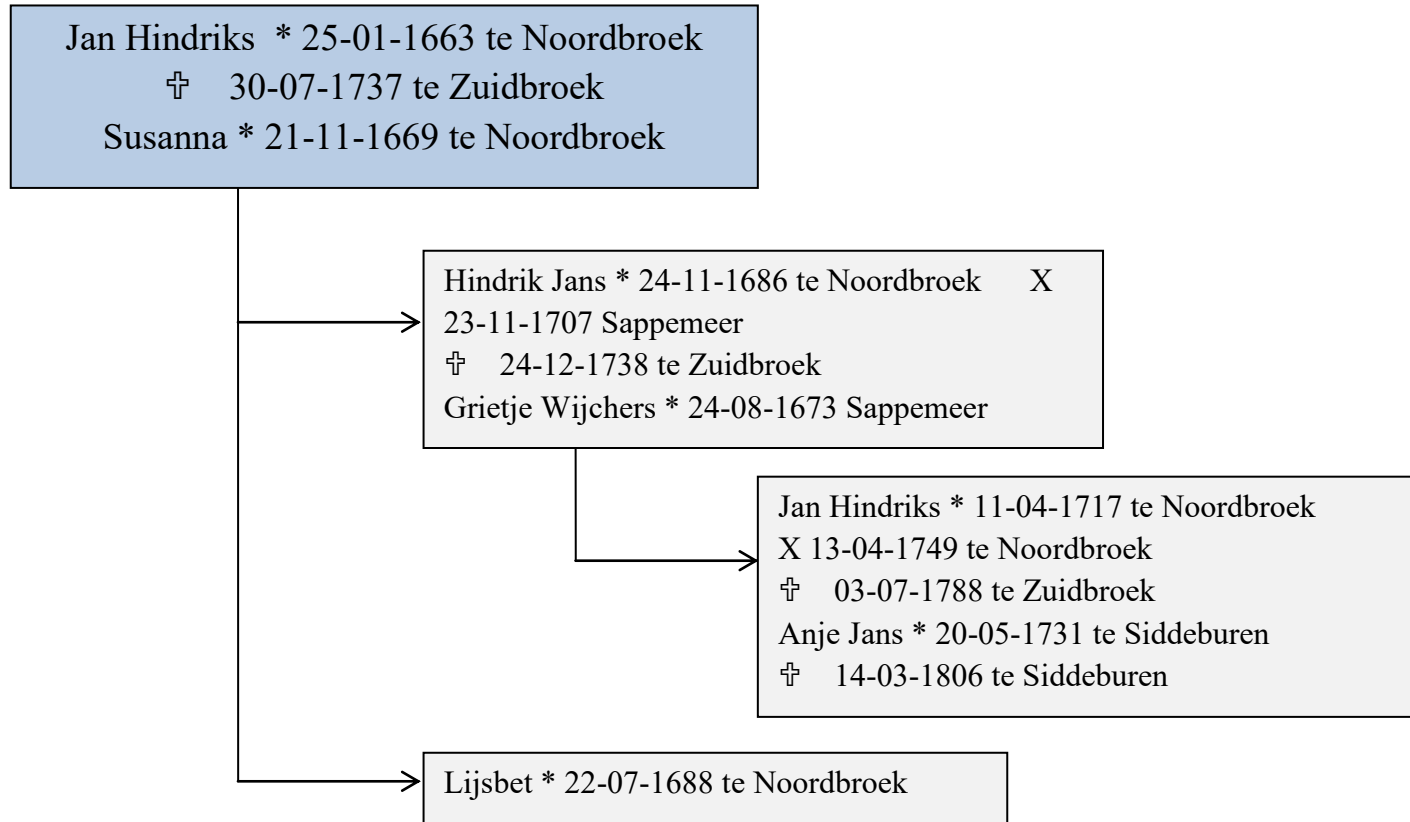 Jan Hindriks * 25-01-1663 te Noordbroek
✞ 30-07-1737 te Zuidbroek
Susanna * 21-11-1669 te Noordbroek
Hindrik Jans * 24-11-1686 te Noordbroek X
23-11-1707 Sappemeer
✞ 24-12-1738 te Zuidbroek
Grietje Wijchers * 24-08-1673 Sappemeer
Jan Hindriks * 11-04-1717 te Noordbroek
X 13-04-1749 te Noordbroek
✞ 03-07-1788 te Zuidbroek
Anje Jans * 20-05-1731 te Siddeburen
✞ 14-03-1806 te Siddeburen
Lijsbet * 22-07-1688 te Noordbroek